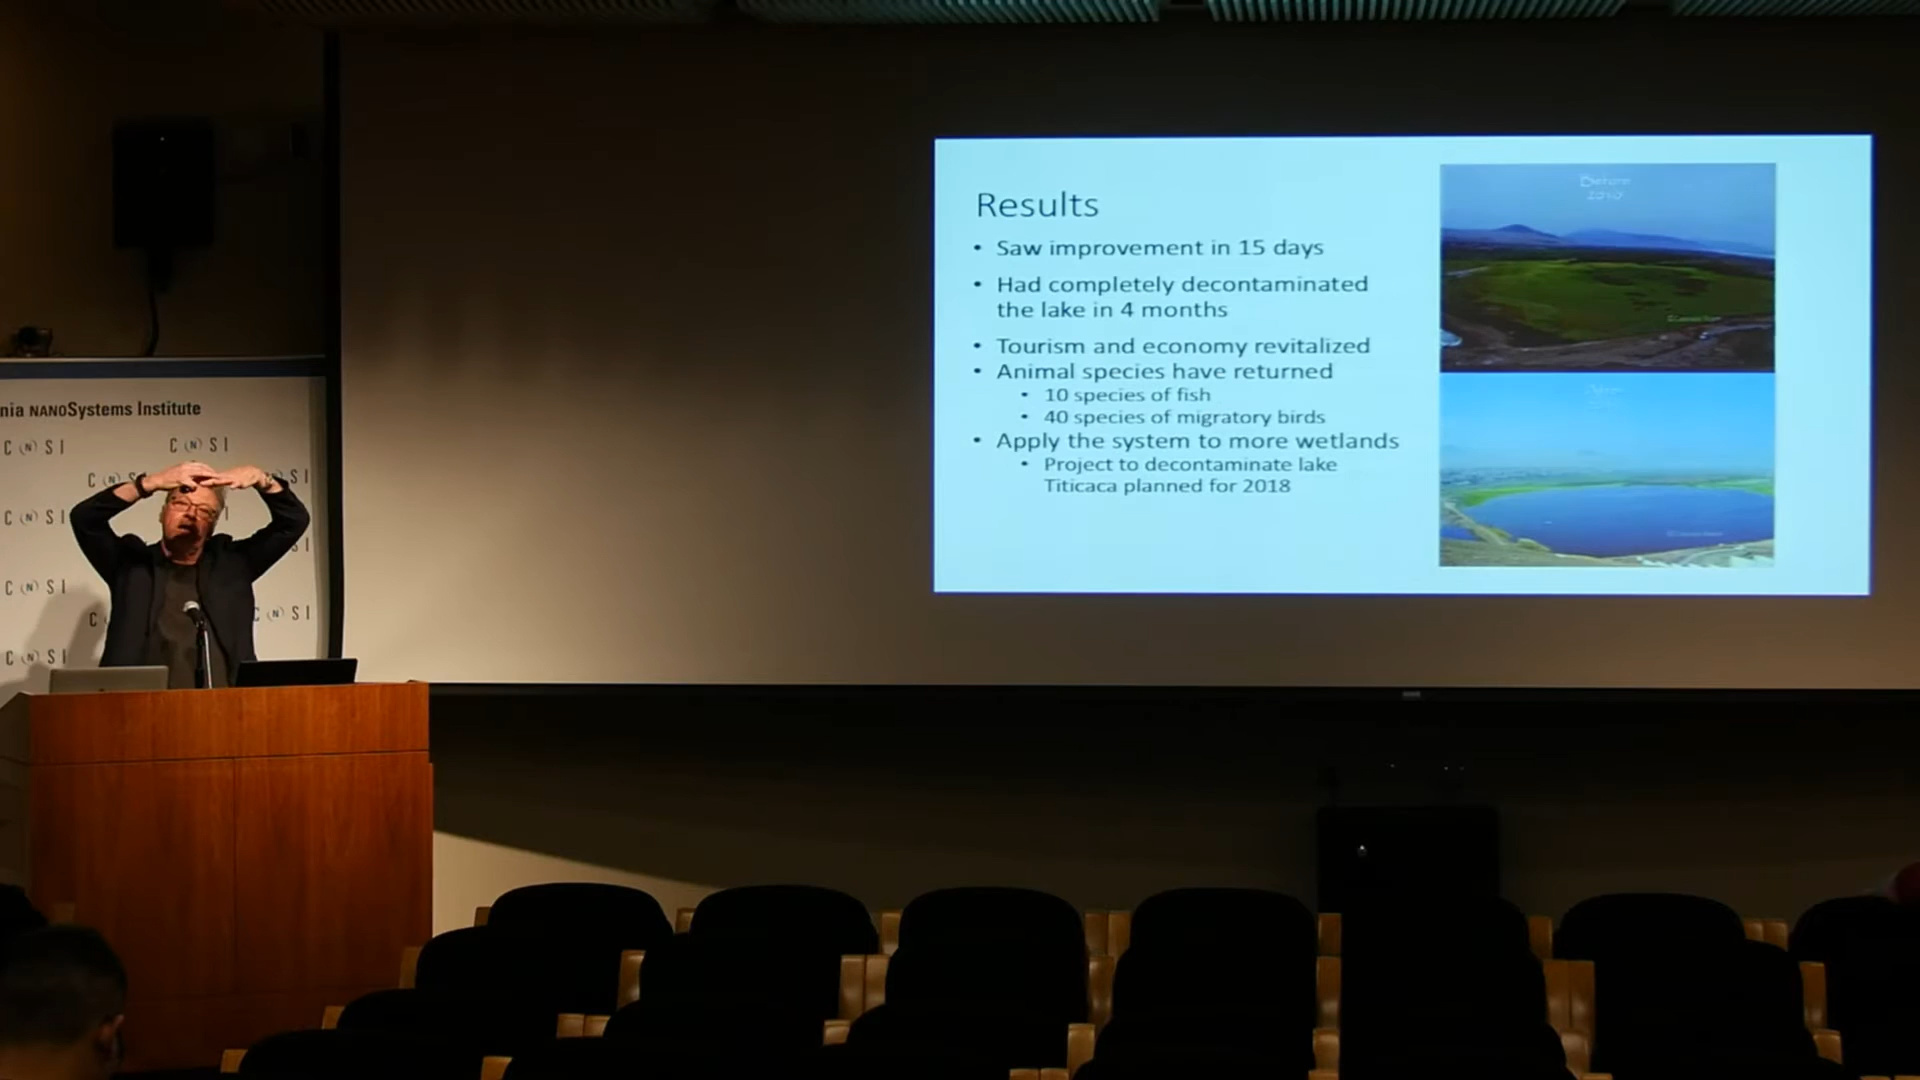 Results
• Saw improvement in 15 days
• Had completely decontaminated
the lake in 4 months
• Tourism and economy revitalized
• Animal species have returned
• 10 species of fish
• 40 species of migratory birds
• Apply the system to more wetlands
• Project to decontaminate lake
Titicaca planned for 2018
Before
2010
nia NANOSystems Institute
C N S I
C N S I
C N S
S I
C N S I
I
S I
C N S I
C N S I
C
C N S I